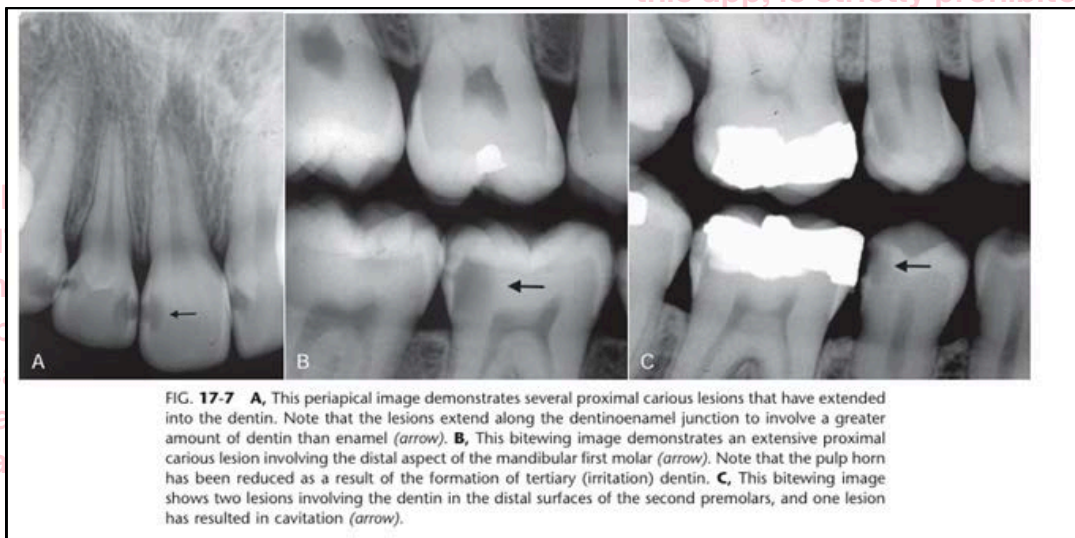 this app, is strictly prohibite
A
B
C
FIG. 17-7 A, This periapical image demonstrates several proximal carious lesions that have extended
into the dentin. Note that the lesions extend along the dentinoenamel junction to involve a greater
amount of dentin than enamel (arrow). B, This bitewing image demonstrates an extensive proximal
carious lesion involving the distal aspect of the mandibular first molar (arrow). Note that the pulp horn
has been reduced as a result of the formation of tertiary (irritation) dentin. C, This bitewing image
shows two lesions involving the dentin in the distal surfaces of the second premolars, and one lesion
has resulted in cavitation (arrow).